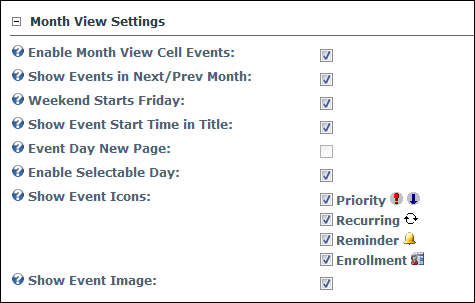 Month View Settings
Enable Month View Cell Events:
Show Events in Next/Prev Month:
Weekend Starts Friday:
Show Event Start Time in Title:
Event Day New Page:
Enable Selectable Day:
Show Event Icons: Priority
Recurring
Reminder
Enrollment
Show Event Image: